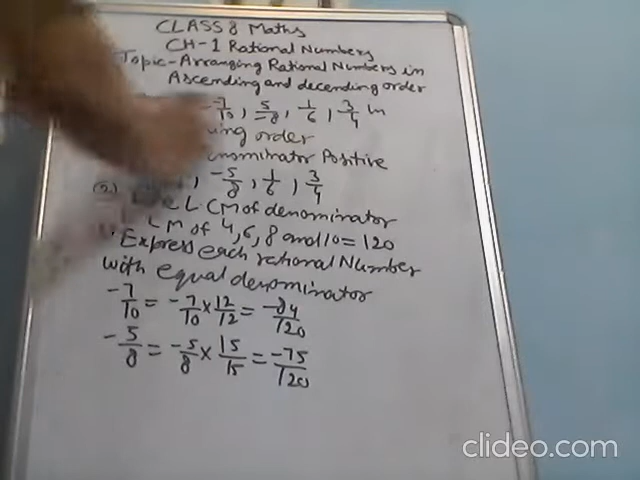 CLASS 8 Maths
CH-1 Rational Numbers
Topic-Arranging Rational Numbers in
Ascending and decending order
-7/10, 5/-8, 1/6, 3/4 in
order
Positive
(2.) , -5/8, 1/6, 3/4
L.CM of denominator
LCM of 4, 6, 8 and 10 = 120
Express each rational Number
with equal denominator
-7/10 = -7/10 × 12/12 = -84/120
-5/8 = -5/8 × 15/15 = -75/120
clideo.com